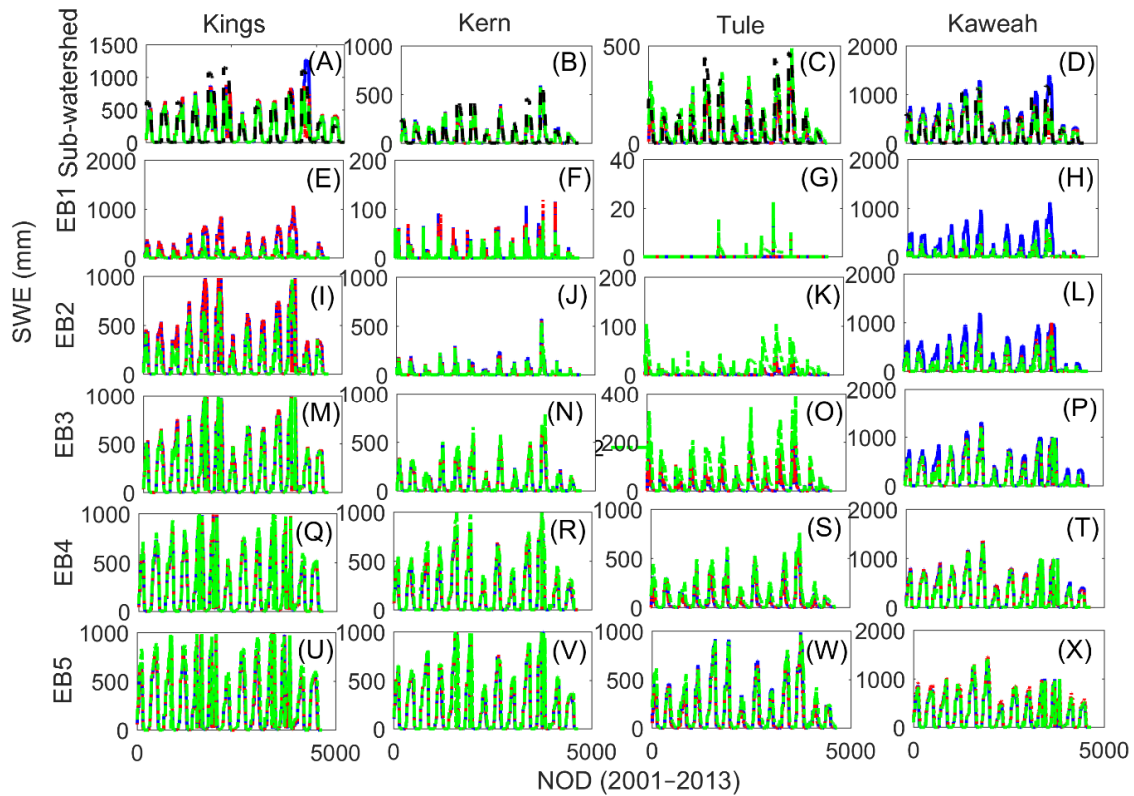 Kings Kern Tule Kaweah
Sub-watershed
1500 1000 500 0 (A)
1000 500 0 (B)
500 0 (C)
2000 1000 0 (D)
EB1
2000 1000 0 (E)
200 100 0 (F)
40 20 0 (G)
2000 1000 0 (H)
SWE (mm)
EB2
1000 500 0 (I)
1000 500 0 (J)
200 100 0 (K)
2000 1000 0 (L)
EB3
1000 500 0 (M)
1000 500 0 (N)
400 200 0 (O)
2000 1000 0 (P)
EB4
1000 500 0 (Q)
1000 500 0 (R)
1000 500 0 (S)
2000 1000 0 (T)
EB5
1000 500 0 (U)
1000 500 0 (V)
1000 500 0 (W)
2000 1000 0 (X)
0 5000 0 5000 0 5000 0 5000
NOD (2001–2013)